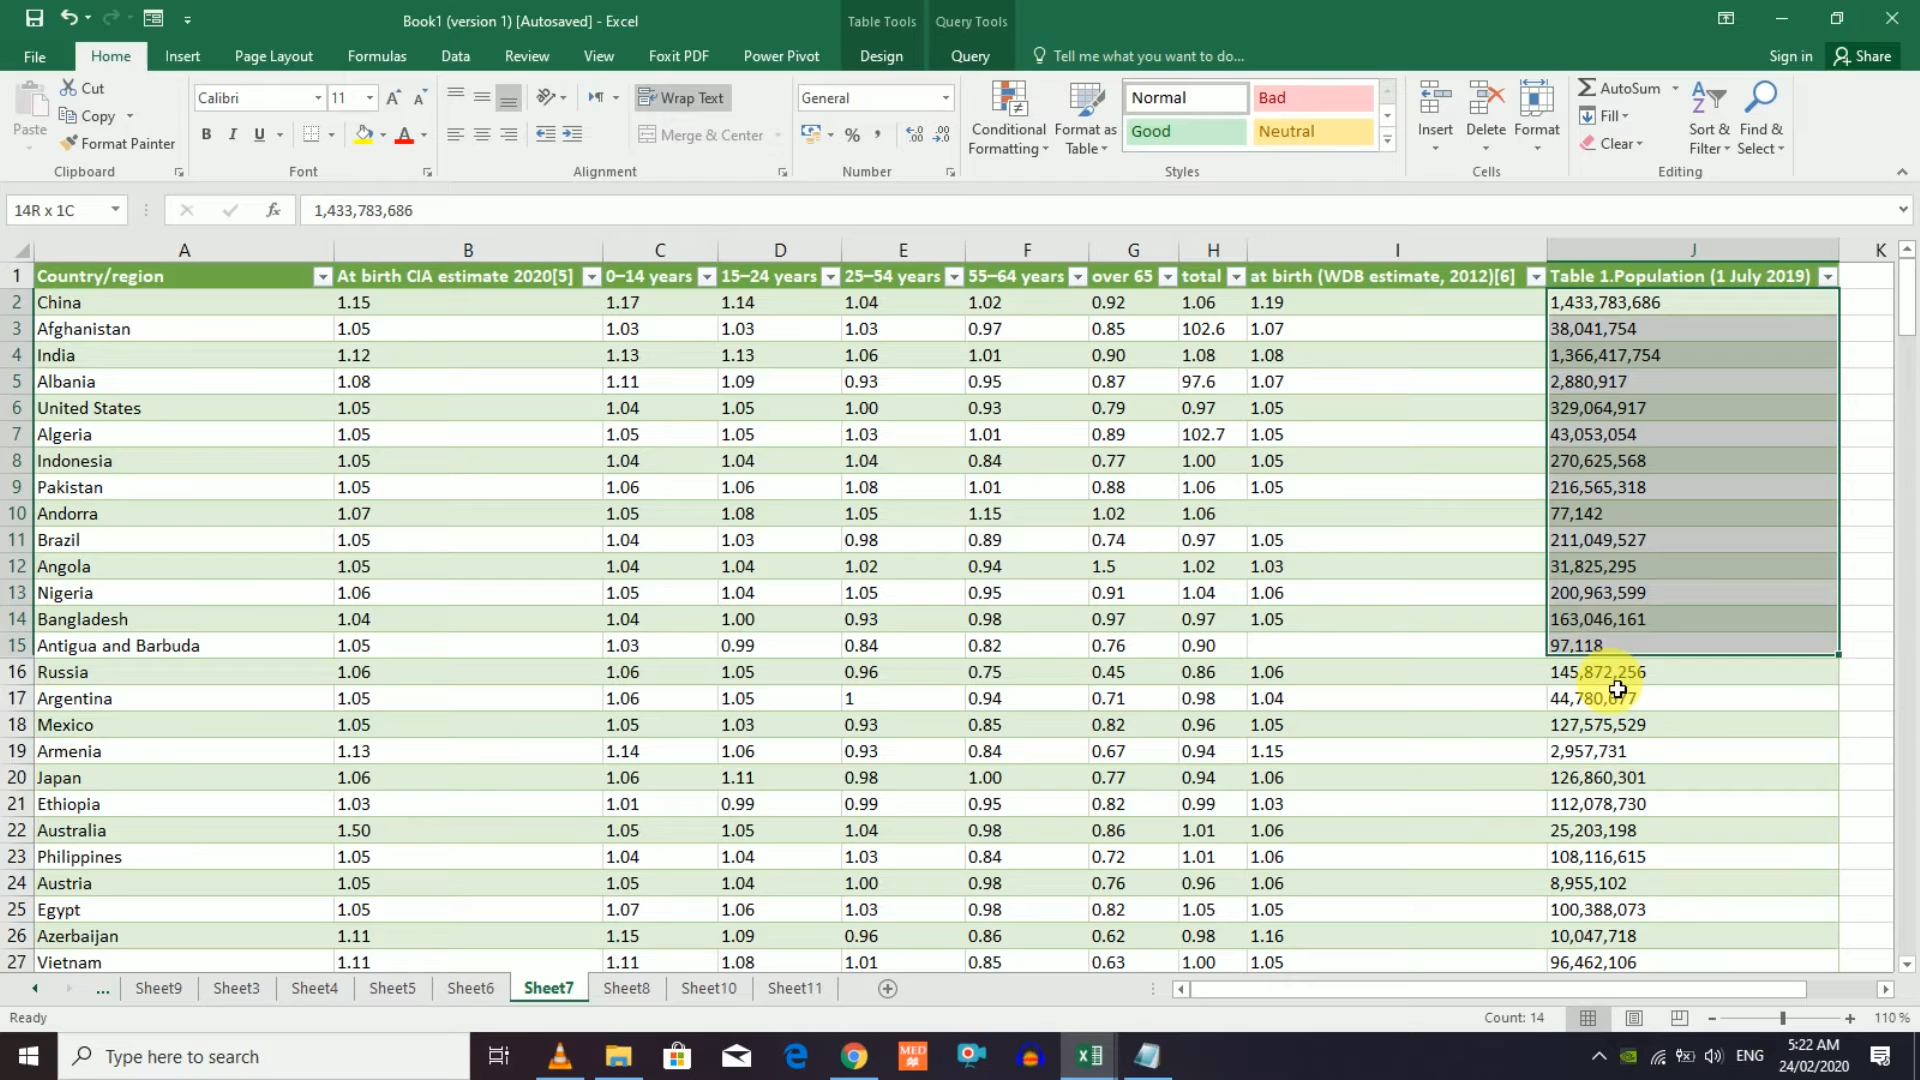 Book1 (version 1) [Autosaved] - Excel
Table Tools
Query Tools
File
Home
Insert
Page Layout
Formulas
Data
Review
View
Foxit PDF
Power Pivot
Design
Query
Tell me what you want to do...
Sign in
Share
Paste
Cut
Copy
Format Painter
Clipboard
Calibri
11
B I U
Font
Wrap Text
Merge & Center
Alignment
General
Number
Conditional Formatting
Format as Table
Normal
Bad
Good
Neutral
Styles
Insert
Delete
Format
Cells
AutoSum
Fill
Clear
Sort & Filter
Find & Select
Editing
14R x 1C
fx
1,433,783,686
A B C D E F G H I J K
1 Country/region At birth CIA estimate 2020[5] 0–14 years 15–24 years 25–54 years 55–64 years over 65 total at birth (WDB estimate, 2012)[6] Table 1.Population (1 July 2019)
2 China 1.15 1.17 1.14 1.04 1.02 0.92 1.06 1.19 1,433,783,686
3 Afghanistan 1.05 1.03 1.03 1.03 0.97 0.85 102.6 1.07 38,041,754
4 India 1.12 1.13 1.13 1.06 1.01 0.90 1.08 1.08 1,366,417,754
5 Albania 1.08 1.11 1.09 0.93 0.95 0.87 97.6 1.07 2,880,917
6 United States 1.05 1.04 1.05 1.00 0.93 0.79 0.97 1.05 329,064,917
7 Algeria 1.05 1.05 1.05 1.03 1.01 0.89 102.7 1.05 43,053,054
8 Indonesia 1.05 1.04 1.04 1.04 0.84 0.77 1.00 1.05 270,625,568
9 Pakistan 1.05 1.06 1.06 1.08 1.01 0.88 1.06 1.05 216,565,318
10 Andorra 1.07 1.05 1.08 1.05 1.15 1.02 1.06 77,142
11 Brazil 1.05 1.04 1.03 0.98 0.89 0.74 0.97 1.05 211,049,527
12 Angola 1.05 1.04 1.04 1.02 0.94 1.5 1.02 1.03 31,825,295
13 Nigeria 1.06 1.05 1.04 1.05 0.95 0.91 1.04 1.06 200,963,599
14 Bangladesh 1.04 1.04 1.00 0.93 0.98 0.97 0.97 1.05 163,046,161
15 Antigua and Barbuda 1.05 1.03 0.99 0.84 0.82 0.76 0.90 97,118
16 Russia 1.06 1.06 1.05 0.96 0.75 0.45 0.86 1.06 145,872,256
17 Argentina 1.05 1.06 1.05 1 0.94 0.71 0.98 1.04
18 Mexico 1.05 1.05 1.03 0.93 0.85 0.82 0.96 1.05 127,575,529
19 Armenia 1.13 1.14 1.06 0.93 0.84 0.67 0.94 1.15 2,957,731
20 Japan 1.06 1.06 1.11 0.98 1.00 0.77 0.94 1.06 126,860,301
21 Ethiopia 1.03 1.01 0.99 0.99 0.95 0.82 0.99 1.03 112,078,730
22 Australia 1.50 1.05 1.05 1.04 0.98 0.86 1.01 1.06 25,203,198
23 Philippines 1.05 1.04 1.04 1.03 0.84 0.72 1.01 1.06 108,116,615
24 Austria 1.05 1.05 1.04 1.00 0.98 0.76 0.96 1.06 8,955,102
25 Egypt 1.05 1.07 1.06 1.03 0.98 0.82 1.05 1.05 100,388,073
26 Azerbaijan 1.11 1.15 1.09 0.96 0.86 0.62 0.98 1.16 10,047,718
27 Vietnam 1.11 1.11 1.08 1.01 0.85 0.63 1.00 1.05 96,462,106
... Sheet9 Sheet3 Sheet4 Sheet5 Sheet6 Sheet7 Sheet8 Sheet10 Sheet11
Ready
Count: 14
110 %
Type here to search
MED
ENG
5:22 AM
24/02/2020